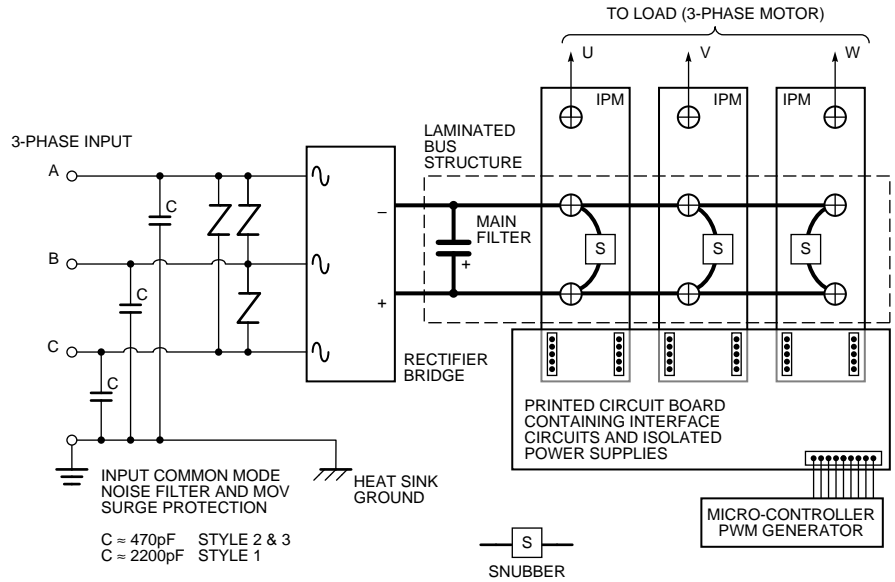 TO LOAD (3-PHASE MOTOR)
U
V
W
IPM
IPM
IPM
3-PHASE INPUT
LAMINATED
BUS
STRUCTURE
A
C
–
MAIN
FILTER
+
S
S
S
B
C
+
C
C
RECTIFIER
BRIDGE
PRINTED CIRCUIT BOARD
CONTAINING INTERFACE
CIRCUITS AND ISOLATED
POWER SUPPLIES
INPUT COMMON MODE
NOISE FILTER AND MOV
SURGE PROTECTION
HEAT SINK
GROUND
C ≈ 470pF STYLE 2 & 3
C ≈ 2200pF STYLE 1
MICRO-CONTROLLER
PWM GENERATOR
S
SNUBBER